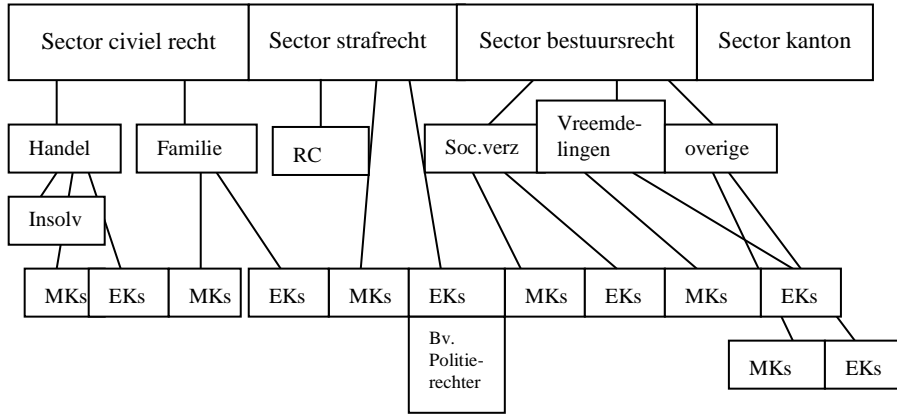 Sector civiel recht
Sector strafrecht
Sector bestuursrecht
Sector kanton
Handel
Familie
RC
Soc.verz
Vreemde-
lingen
overige
Insolv
MKs
EKs
MKs
EKs
MKs
EKs
MKs
EKs
MKs
EKs
Bv.
Politie-
rechter
MKs
EKs